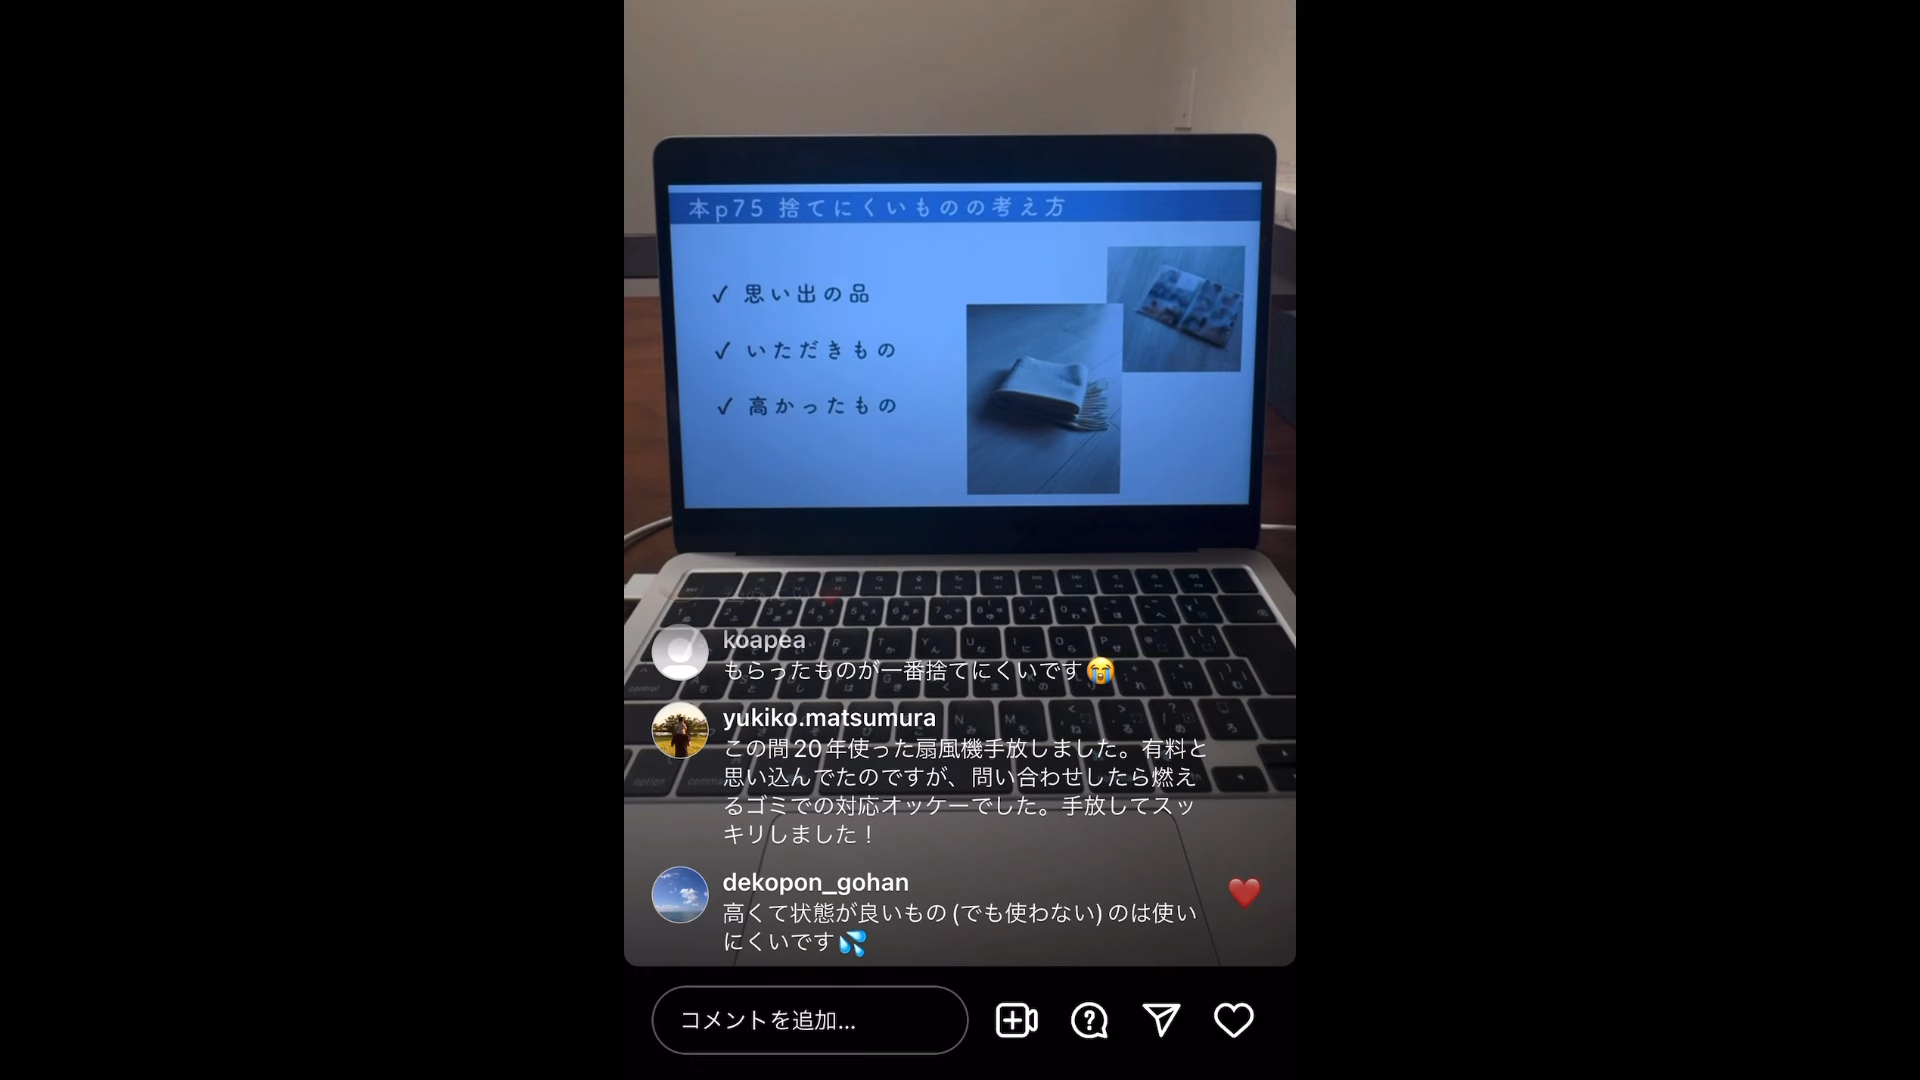 本p75 捨てにくいものの考え方
✓ 思い出の品
✓ いただきもの
✓ 高かったもの
koapea
もらったものが一番捨てにくいです😭
yukiko.matsumura
この間20年使った扇風機手放しました。有料と
思い込んでたのですが、問い合わせしたら燃え
るゴミでの対応オッケーでした。手放してスッ
キリしました！
dekopon_gohan
高くて状態が良いもの(でも使わない)のは使い
にくいです💦
コメントを追加...